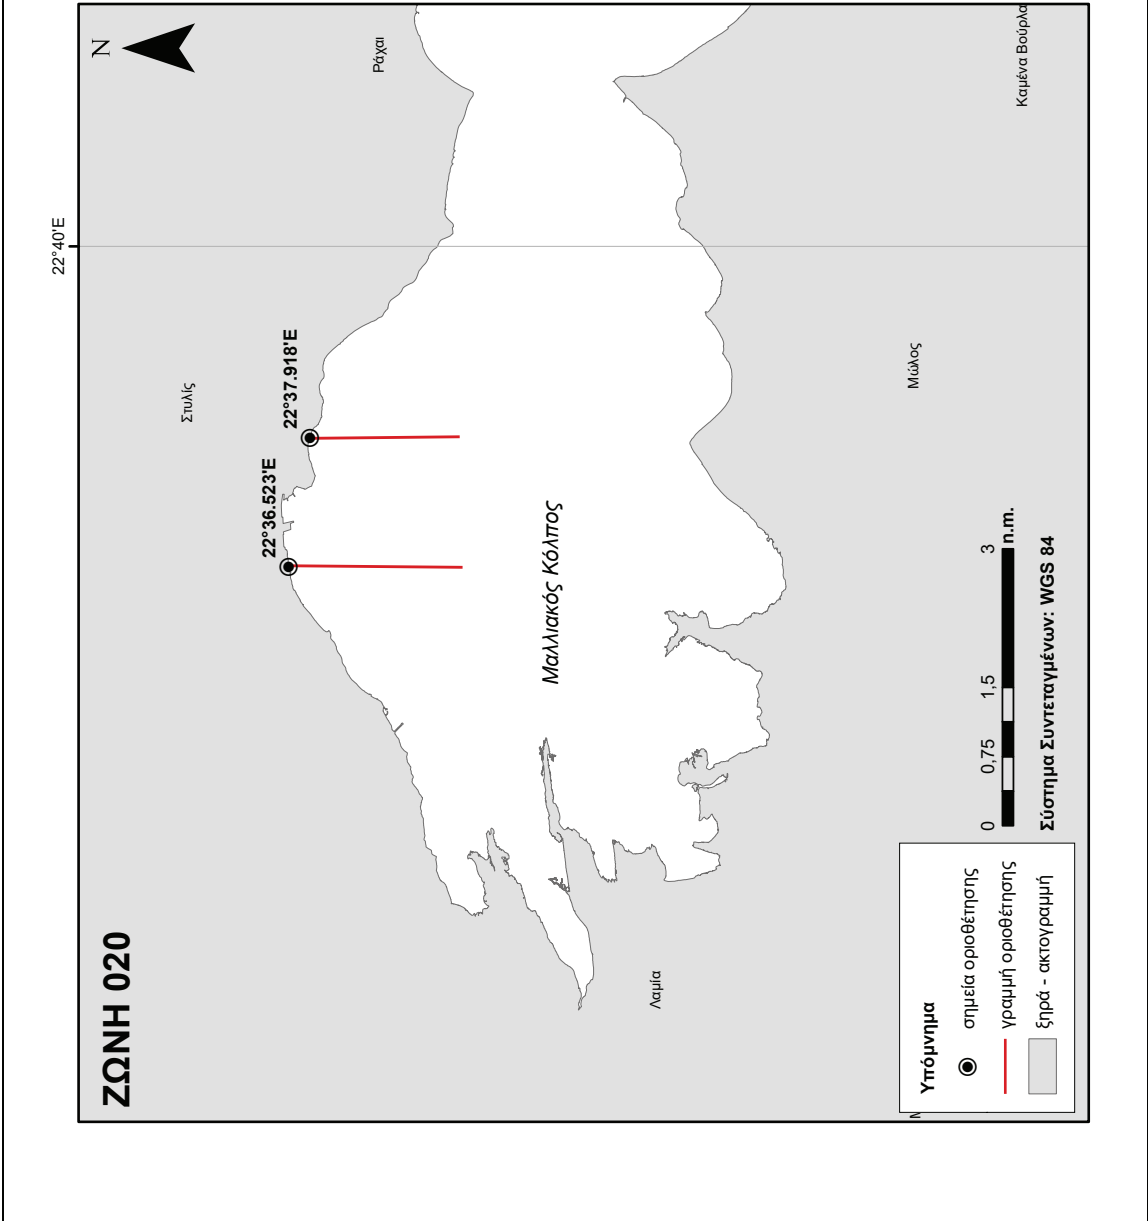 ΖΩΝΗ 020
22°40'E
N
Στυλίς
Ράχαι
22°36.523'E
22°37.918'E
Μαλλιακός Κόλπος
Λαμία
Μώλος
Καμένα Βούρλα
Υπόμνημα
σημεία οριοθέτησης
γραμμή οριοθέτησης
ξηρά - ακτογραμμή
0 0,75 1,5 3
n.m.
Σύστημα Συντεταγμένων: WGS 84